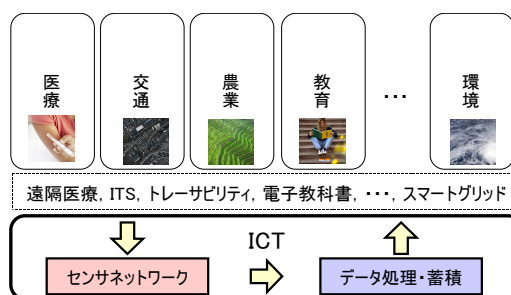 医療
交通
農業
教育
…
環境
遠隔医療, ITS, トレーサビリティ, 電子教科書, ・・・, スマートグリッド
ICT
センサネットワーク
データ処理・蓄積